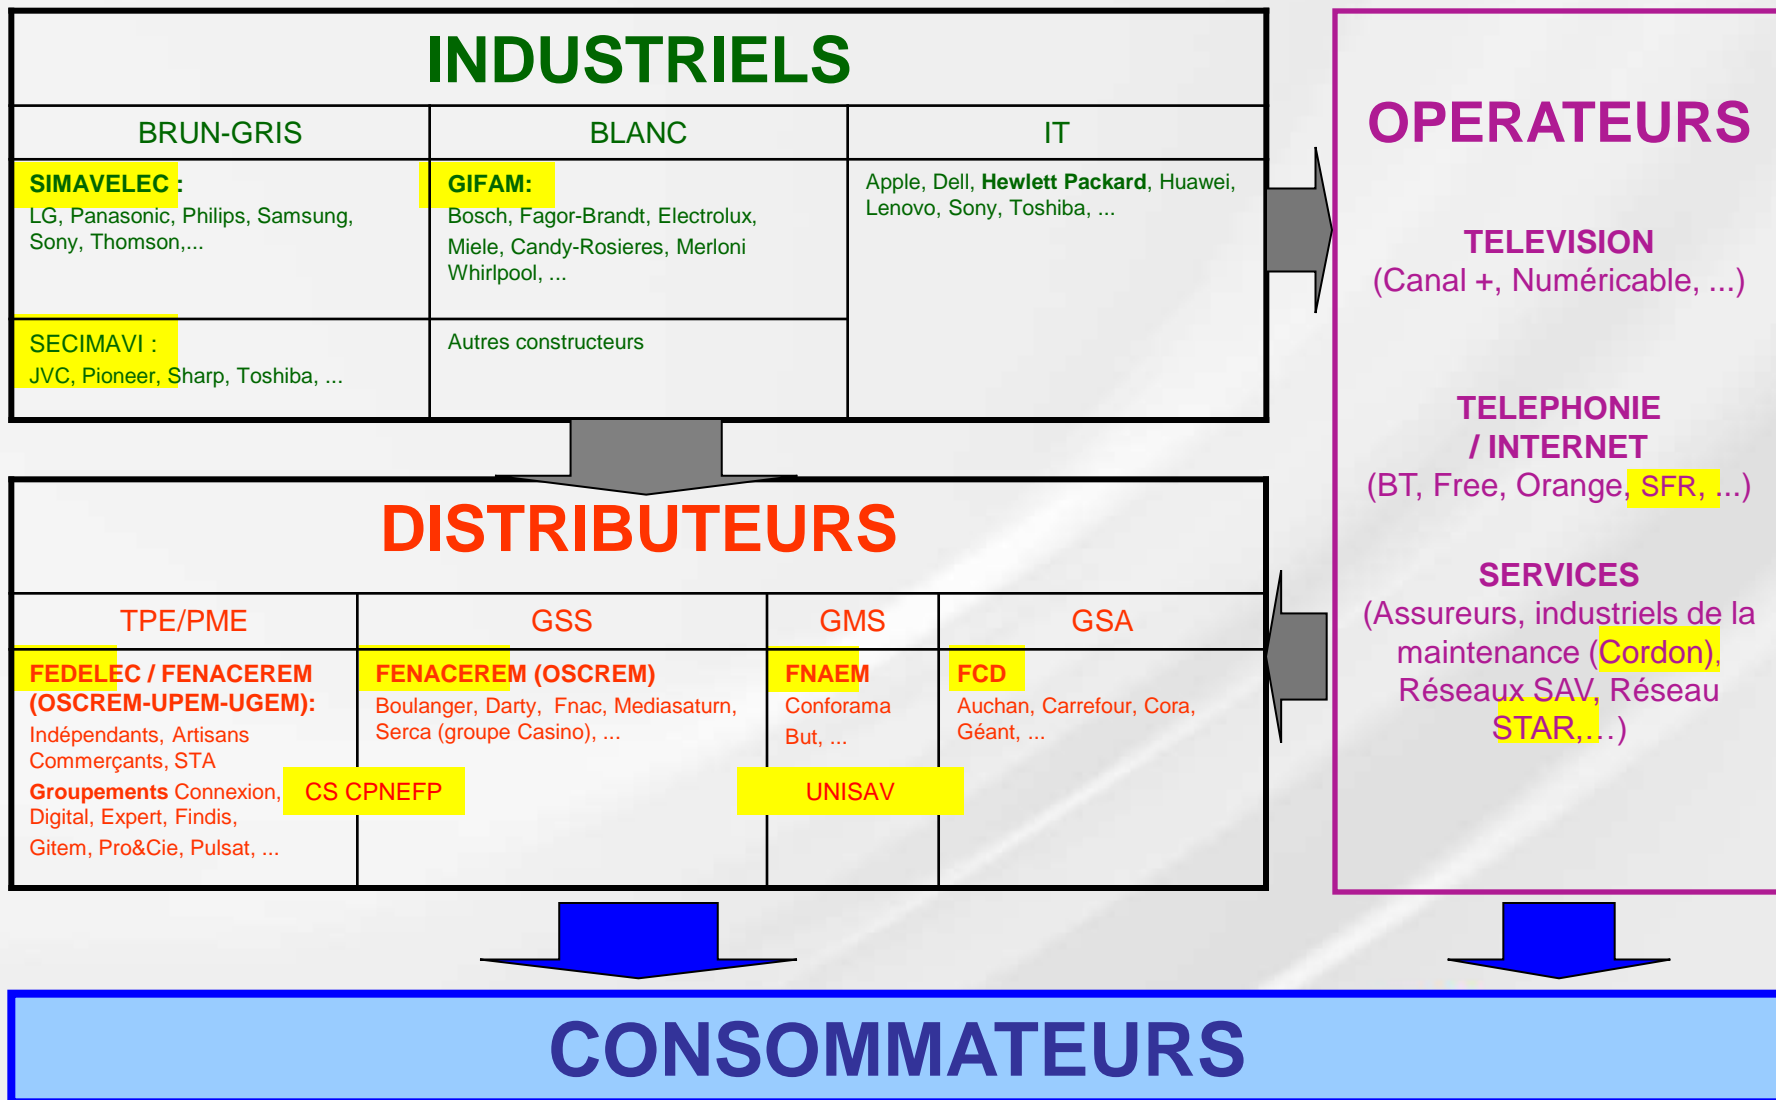 INDUSTRIELS
BRUN-GRIS
BLANC
IT
SIMAVELEC :
LG, Panasonic, Philips, Samsung,
Sony, Thomson,...
GIFAM:
Bosch, Fagor-Brandt, Electrolux,
Miele, Candy-Rosieres, Merloni
Whirlpool, ...
Apple, Dell, Hewlett Packard, Huawei,
Lenovo, Sony, Toshiba, ...
SECIMAVI :
JVC, Pioneer, Sharp, Toshiba, ...
Autres constructeurs
OPERATEURS
TELEVISION
(Canal +, Numéricable, ...)
TELEPHONIE
/ INTERNET
(BT, Free, Orange, SFR, ...)
SERVICES
(Assureurs, industriels de la
maintenance (Cordon),
Réseaux SAV, Réseau
STAR,…)
DISTRIBUTEURS
TPE/PME
GSS
GMS
GSA
FEDELEC / FENACEREM
(OSCREM-UPEM-UGEM):
Indépendants, Artisans
Commerçants, STA
Groupements Connexion,
Digital, Expert, Findis,
Gitem, Pro&Cie, Pulsat, ...
FENACEREM (OSCREM)
Boulanger, Darty, Fnac, Mediasaturn,
Serca (groupe Casino), ...
FNAEM
Conforama
But, ...
FCD
Auchan, Carrefour, Cora,
Géant, ...
CS CPNEFP
UNISAV
CONSOMMATEURS